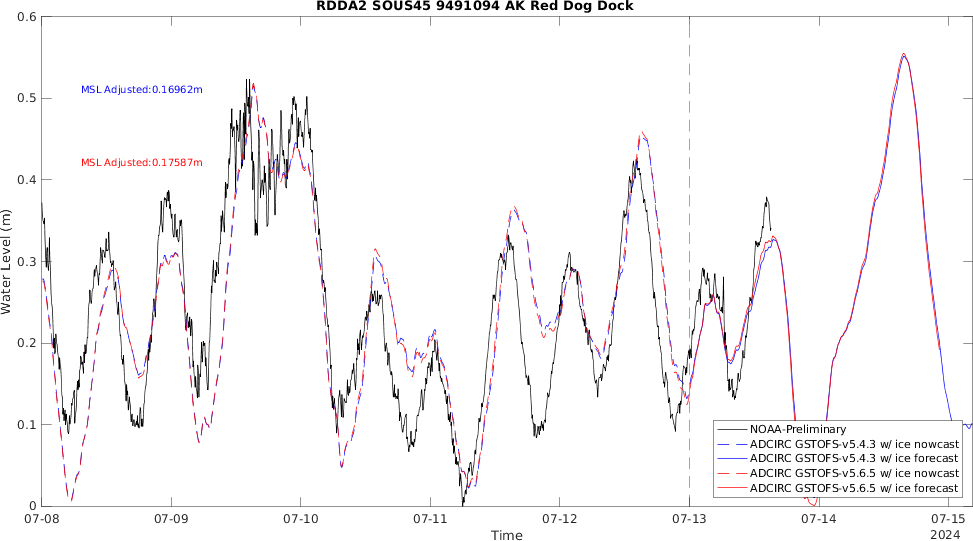 RDDA2 SOUS45 9491094 AK Red Dog Dock
0.6
0.5
0.4
0.3
0.2
0.1
0
Water Level (m)
MSL Adjusted:0.16962m
MSL Adjusted:0.17587m
NOAA-Preliminary
ADCIRC GSTOFS-v5.4.3 w/ ice nowcast
ADCIRC GSTOFS-v5.4.3 w/ ice forecast
ADCIRC GSTOFS-v5.6.5 w/ ice nowcast
ADCIRC GSTOFS-v5.6.5 w/ ice forecast
07-08 07-09 07-10 07-11 07-12 07-13 07-14 07-15
Time 2024